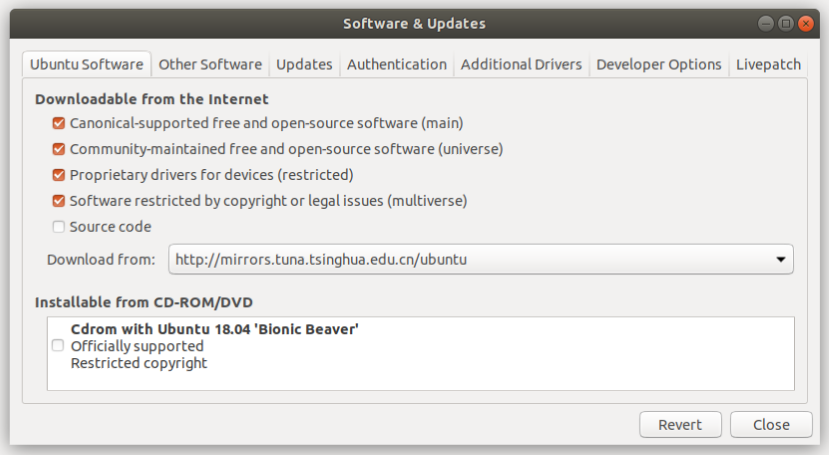 Software & Updates
Ubuntu Software Other Software Updates Authentication Additional Drivers Developer Options Livepatch
Downloadable from the Internet
Canonical-supported free and open-source software (main)
Community-maintained free and open-source software (universe)
Proprietary drivers for devices (restricted)
Software restricted by copyright or legal issues (multiverse)
Source code
Download from: http://mirrors.tuna.tsinghua.edu.cn/ubuntu
Installable from CD-ROM/DVD
Cdrom with Ubuntu 18.04 'Bionic Beaver'
Officially supported
Restricted copyright
Revert Close